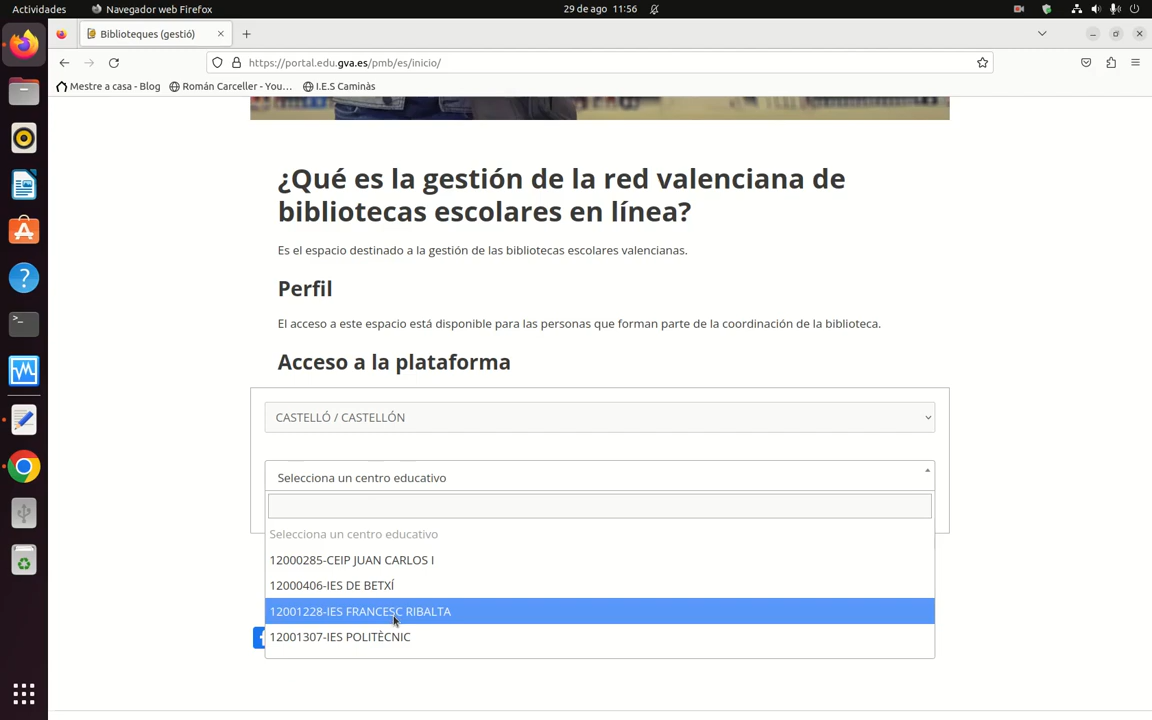 Actividades
Navegador web Firefox
29 de ago 11:56
Biblioteques (gestió)
https://portal.edu.gva.es/pmb/es/inicio/
Mestre a casa - Blog
Román Carceller - You…
I.E.S Caminàs
¿Qué es la gestión de la red valenciana de
bibliotecas escolares en línea?
Es el espacio destinado a la gestión de las bibliotecas escolares valencianas.
Perfil
El acceso a este espacio está disponible para las personas que forman parte de la coordinación de la biblioteca.
Acceso a la plataforma
CASTELLÓ / CASTELLÓN
Selecciona un centro educativo
Selecciona un centro educativo
12000285-CEIP JUAN CARLOS I
12000406-IES DE BETXÍ
12001228-IES FRANCESC RIBALTA
12001307-IES POLITÈCNIC